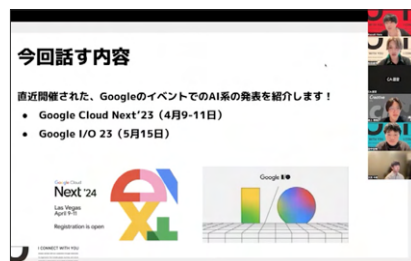 今回話す内容
直近開催された、GoogleのイベントでのAI系の発表を紹介します！
● Google Cloud Next'23（4月9-11日）
● Google I/O 23（5月15日）
Google Cloud
Next '24
Las Vegas
April 9-11
Registration is open
Google I/O
I/O
I CONNECT WITH YOU